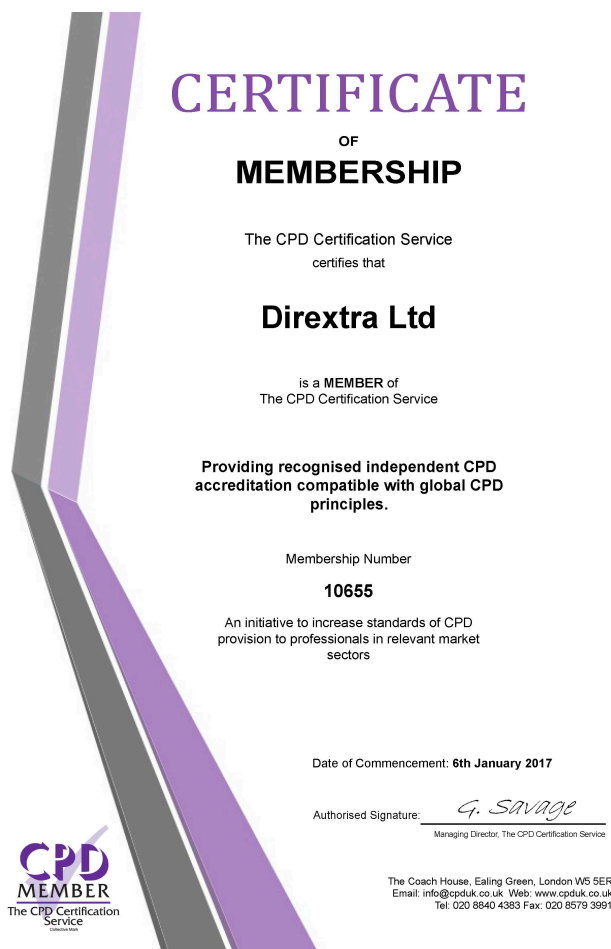 CERTIFICATE
OF
MEMBERSHIP
The CPD Certification Service
certifies that
Dirextra Ltd
is a MEMBER of
The CPD Certification Service
Providing recognised independent CPD
accreditation compatible with global CPD
principles.
Membership Number
10655
An initiative to increase standards of CPD
provision to professionals in relevant market
sectors
Date of Commencement: 6th January 2017
Authorised Signature: G. Savage
Managing Director, The CPD Certification Service
CPD
MEMBER
The CPD Certification
Service
Collective Mark
The Coach House, Ealing Green, London W5 5ER
Email: info@cpduk.co.uk Web: www.cpduk.co.uk
Tel: 020 8840 4383 Fax: 020 8579 3991